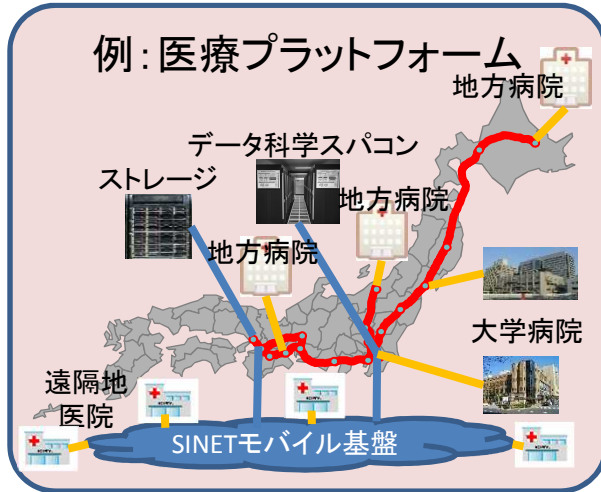 例：医療プラットフォーム
地方病院
データ科学スパコン
ストレージ
地方病院
地方病院
大学病院
遠隔地
医院
SINETモバイル基盤